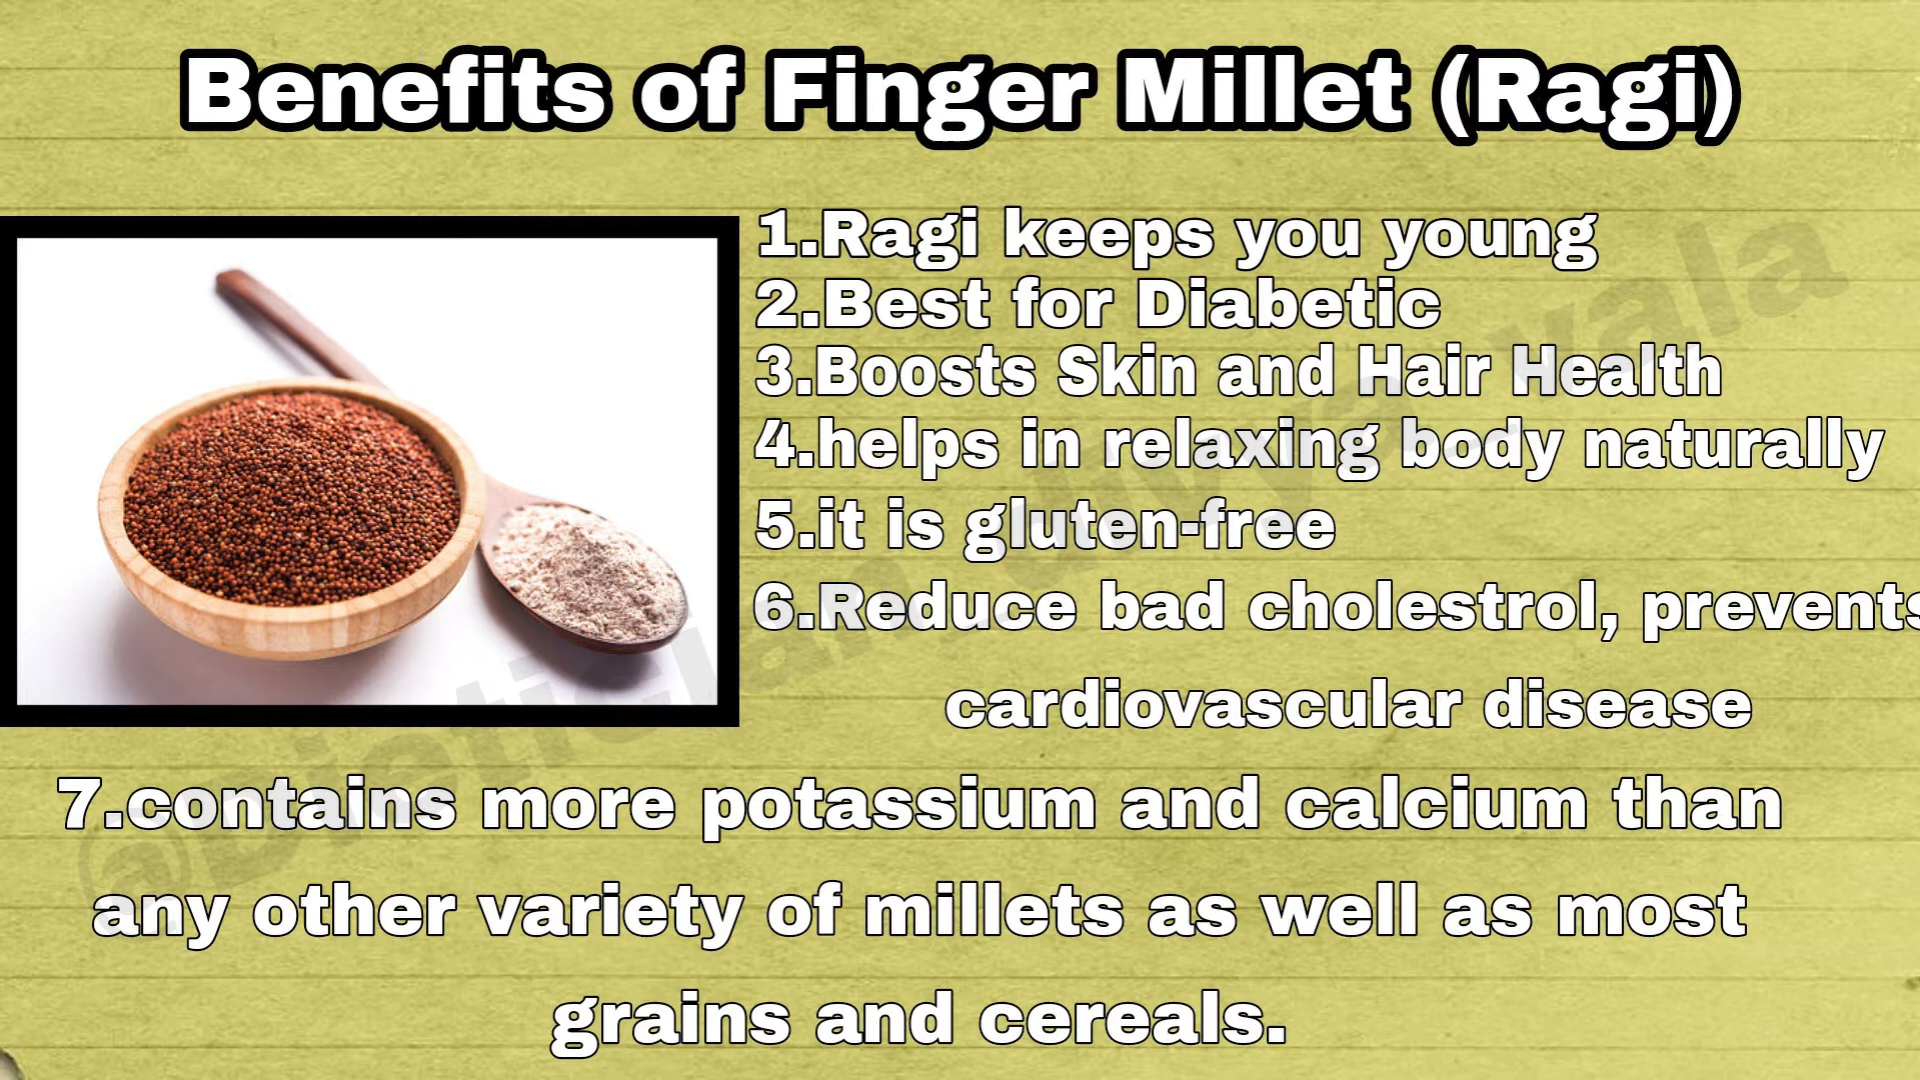 Benefits of Finger Millet (Ragi)
1.Ragi keeps you young
2.Best for Diabetic
3.Boosts Skin and Hair Health
4.helps in relaxing body naturally
5.it is gluten-free
6.Reduce bad cholestrol, prevents
cardiovascular disease
7.contains more potassium and calcium than
any other variety of millets as well as most
grains and cereals.
@Dietician_divya_vala